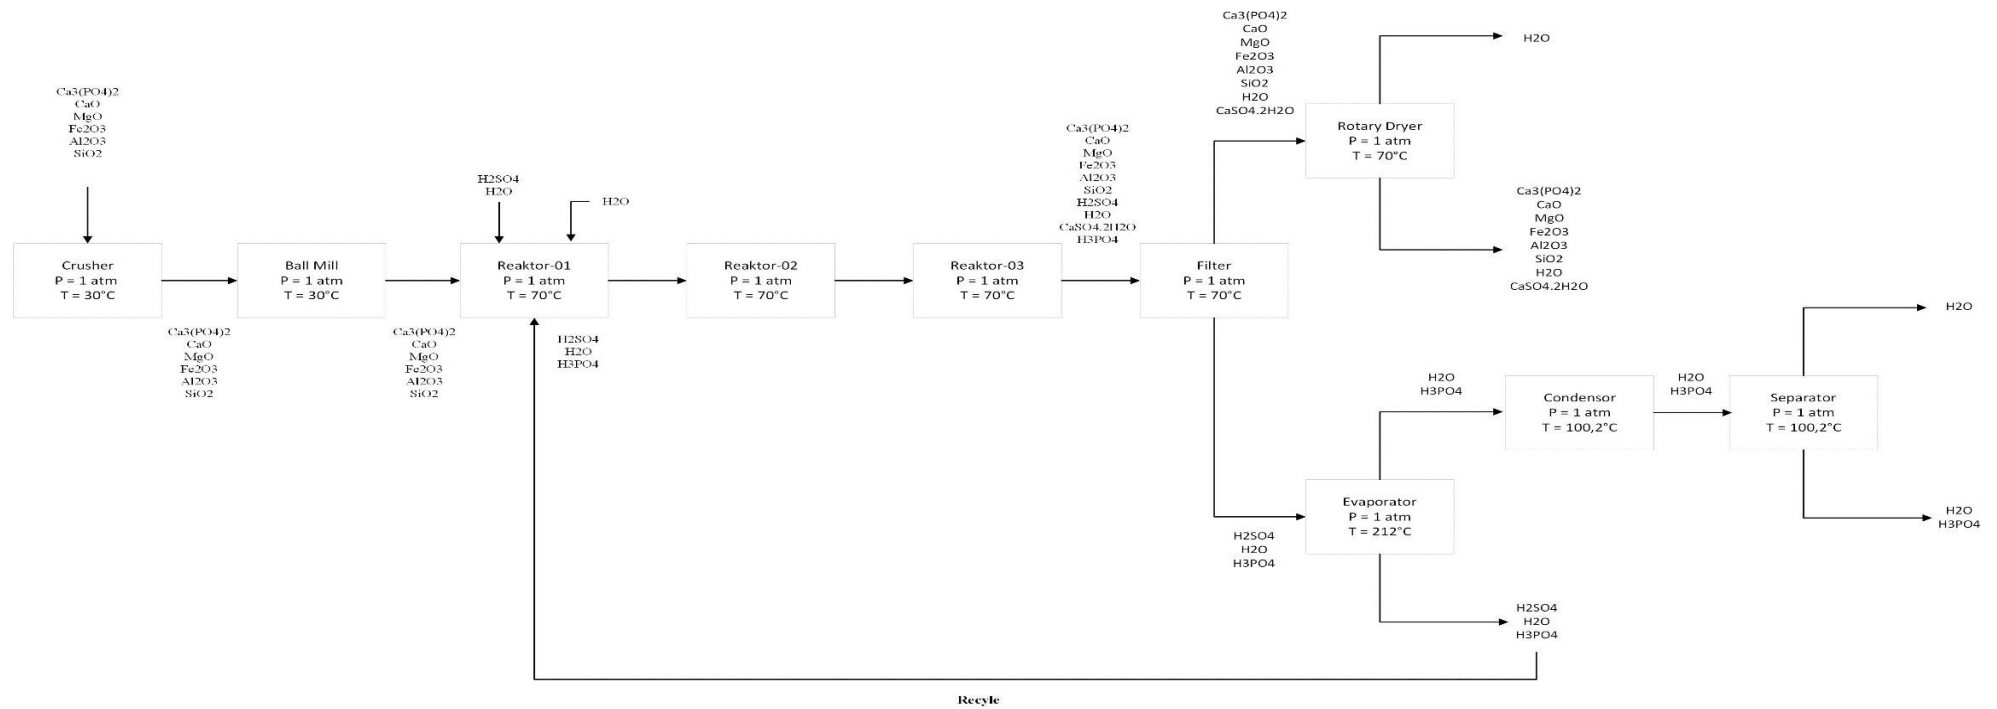 Ca3(PO4)2
CaO
MgO
Fe2O3
Al2O3
SiO2
Crusher
P = 1 atm
T = 30°C
Ca3(PO4)2
CaO
MgO
Fe2O3
Al2O3
SiO2
Ball Mill
P = 1 atm
T = 30°C
Ca3(PO4)2
CaO
MgO
Fe2O3
Al2O3
SiO2
H2SO4
H2O
H2O
Reaktor-01
P = 1 atm
T = 70°C
H2SO4
H2O
H3PO4
Reaktor-02
P = 1 atm
T = 70°C
Reaktor-03
P = 1 atm
T = 70°C
Ca3(PO4)2
CaO
MgO
Fe2O3
Al2O3
SiO2
H2SO4
H2O
CaSO4.2H2O
H3PO4
Filter
P = 1 atm
T = 70°C
Ca3(PO4)2
CaO
MgO
Fe2O3
Al2O3
SiO2
H2O
CaSO4.2H2O
Rotary Dryer
P = 1 atm
T = 70°C
H2O
Ca3(PO4)2
CaO
MgO
Fe2O3
Al2O3
SiO2
H2O
CaSO4.2H2O
H2SO4
H2O
H3PO4
Evaporator
P = 1 atm
T = 212°C
H2O
H3PO4
Condensor
P = 1 atm
T = 100,2°C
H2O
H3PO4
Separator
P = 1 atm
T = 100,2°C
H2O
H2O
H3PO4
H2SO4
H2O
H3PO4
Recyle